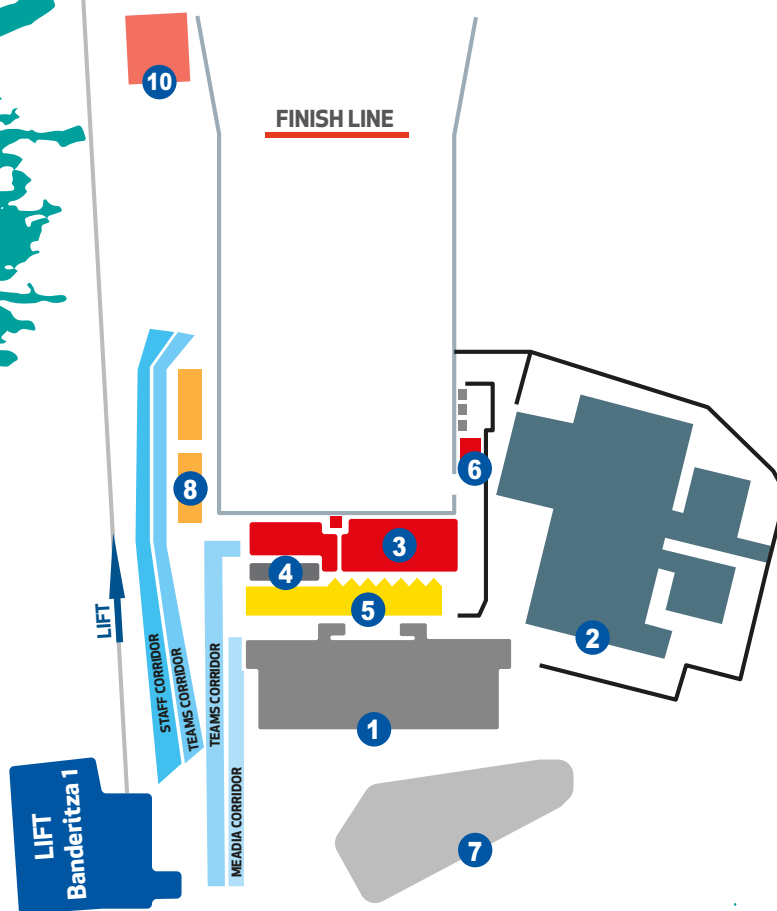 10
FINISH LINE
6
8
3
4
5
2
LIFT
STAFF CORRIDOR
TEAMS CORRIDOR
TEAMS CORRIDOR
1
MEADIA CORRIDOR
LIFT
Banderitza 1
7